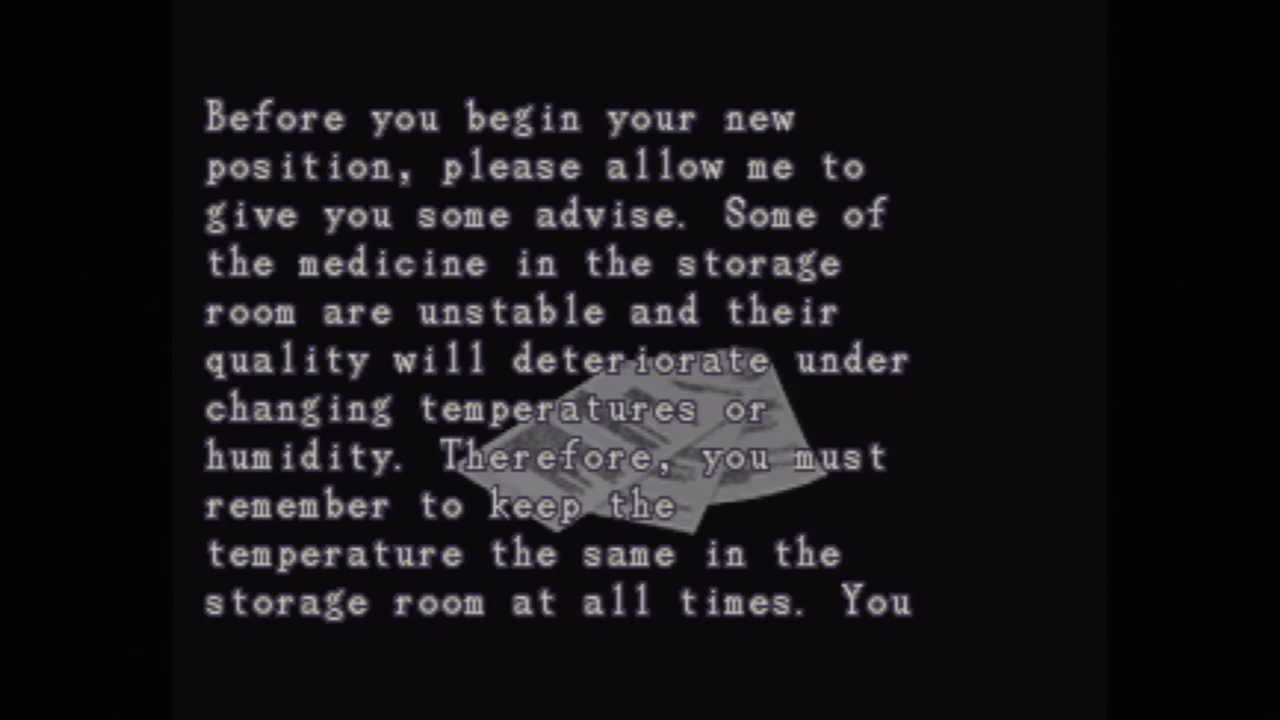 Before you begin your new
position, please allow me to
give you some advise. Some of
the medicine in the storage
room are unstable and their
quality will deteriorate under
changing temperatures or
humidity. Therefore, you must
remember to keep the
temperature the same in the
storage room at all times. You